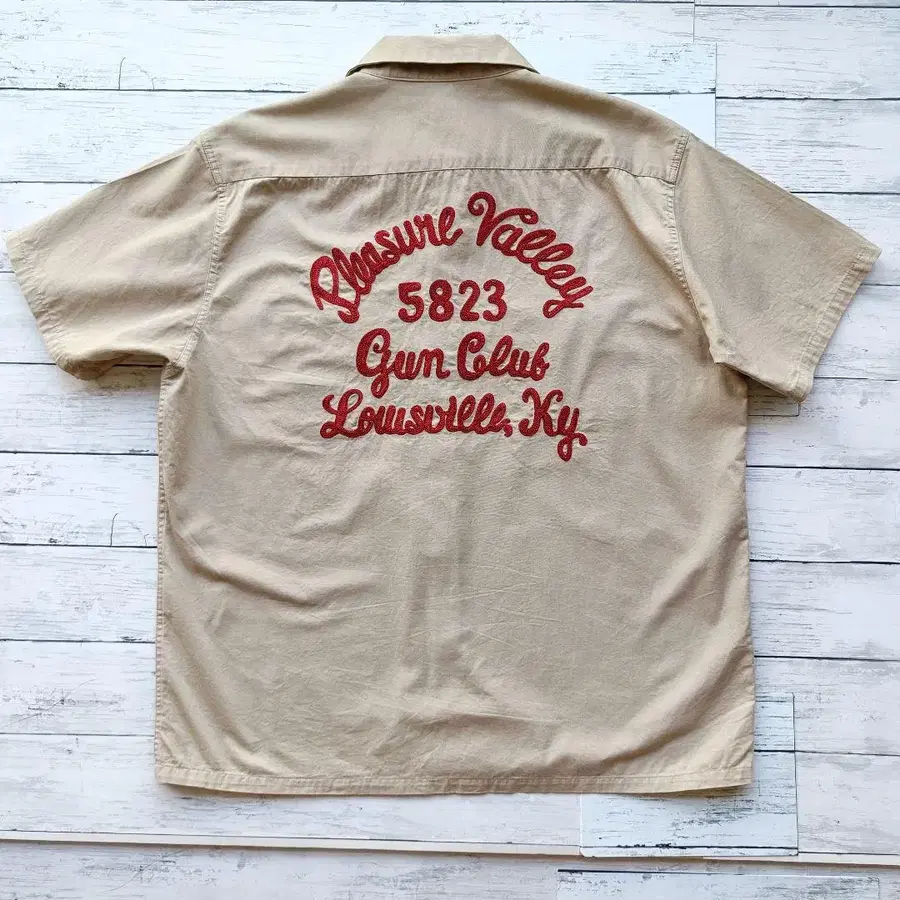 Pleasure Valley
5823
Gun Club
Louisville, Ky.